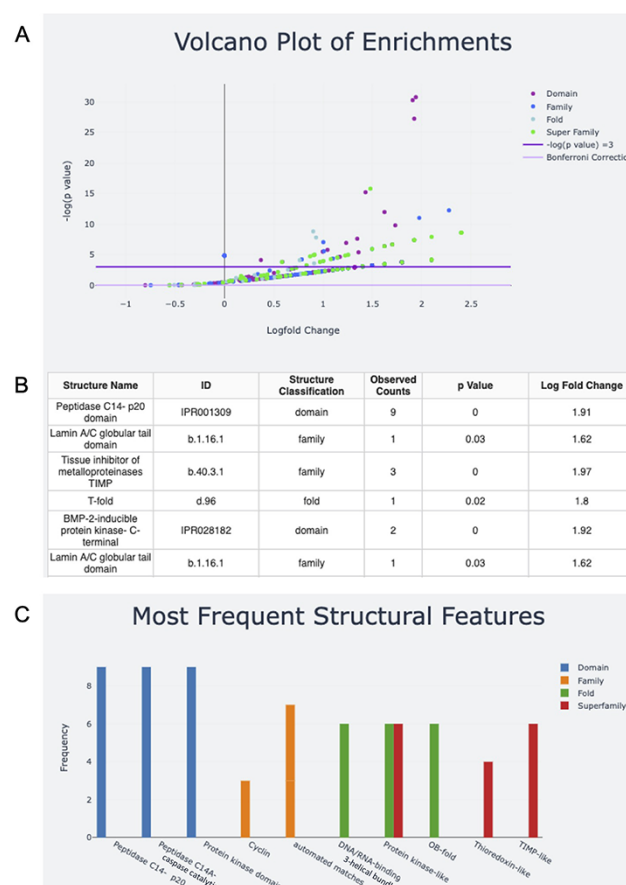 A
Volcano Plot of Enrichments
30
25
20
15
10
5
0
-log(p value)
−1
−0.5
0
0.5
1
1.5
2
2.5
Logfold Change
Domain
Family
Fold
Super Family
-log(p value) =3
Bonferroni Correctio
B
Structure Name ID Structure Classification Observed Counts p Value Log Fold Change
Peptidase C14- p20 domain IPR001309 domain 9 0 1.91
Lamin A/C globular tail domain b.1.16.1 family 1 0.03 1.62
Tissue inhibitor of metalloproteinases TIMP b.40.3.1 family 3 0 1.97
T-fold d.96 fold 1 0.02 1.8
BMP-2-inducible protein kinase- C-terminal IPR028182 domain 2 0 1.92
Lamin A/C globular tail domain b.1.16.1 family 1 0.03 1.62
C
Most Frequent Structural Features
8
6
4
2
0
Frequency
Domain
Family
Fold
Superfamily
Peptidase C14- p20
Peptidase C14A-
caspase catalyti
Protein kinase domain
Cyclin
automated matches
DNA/RNA-binding
3-helical bundl
Protein kinase-like
OB-fold
Thioredoxin-like
TIMP-like